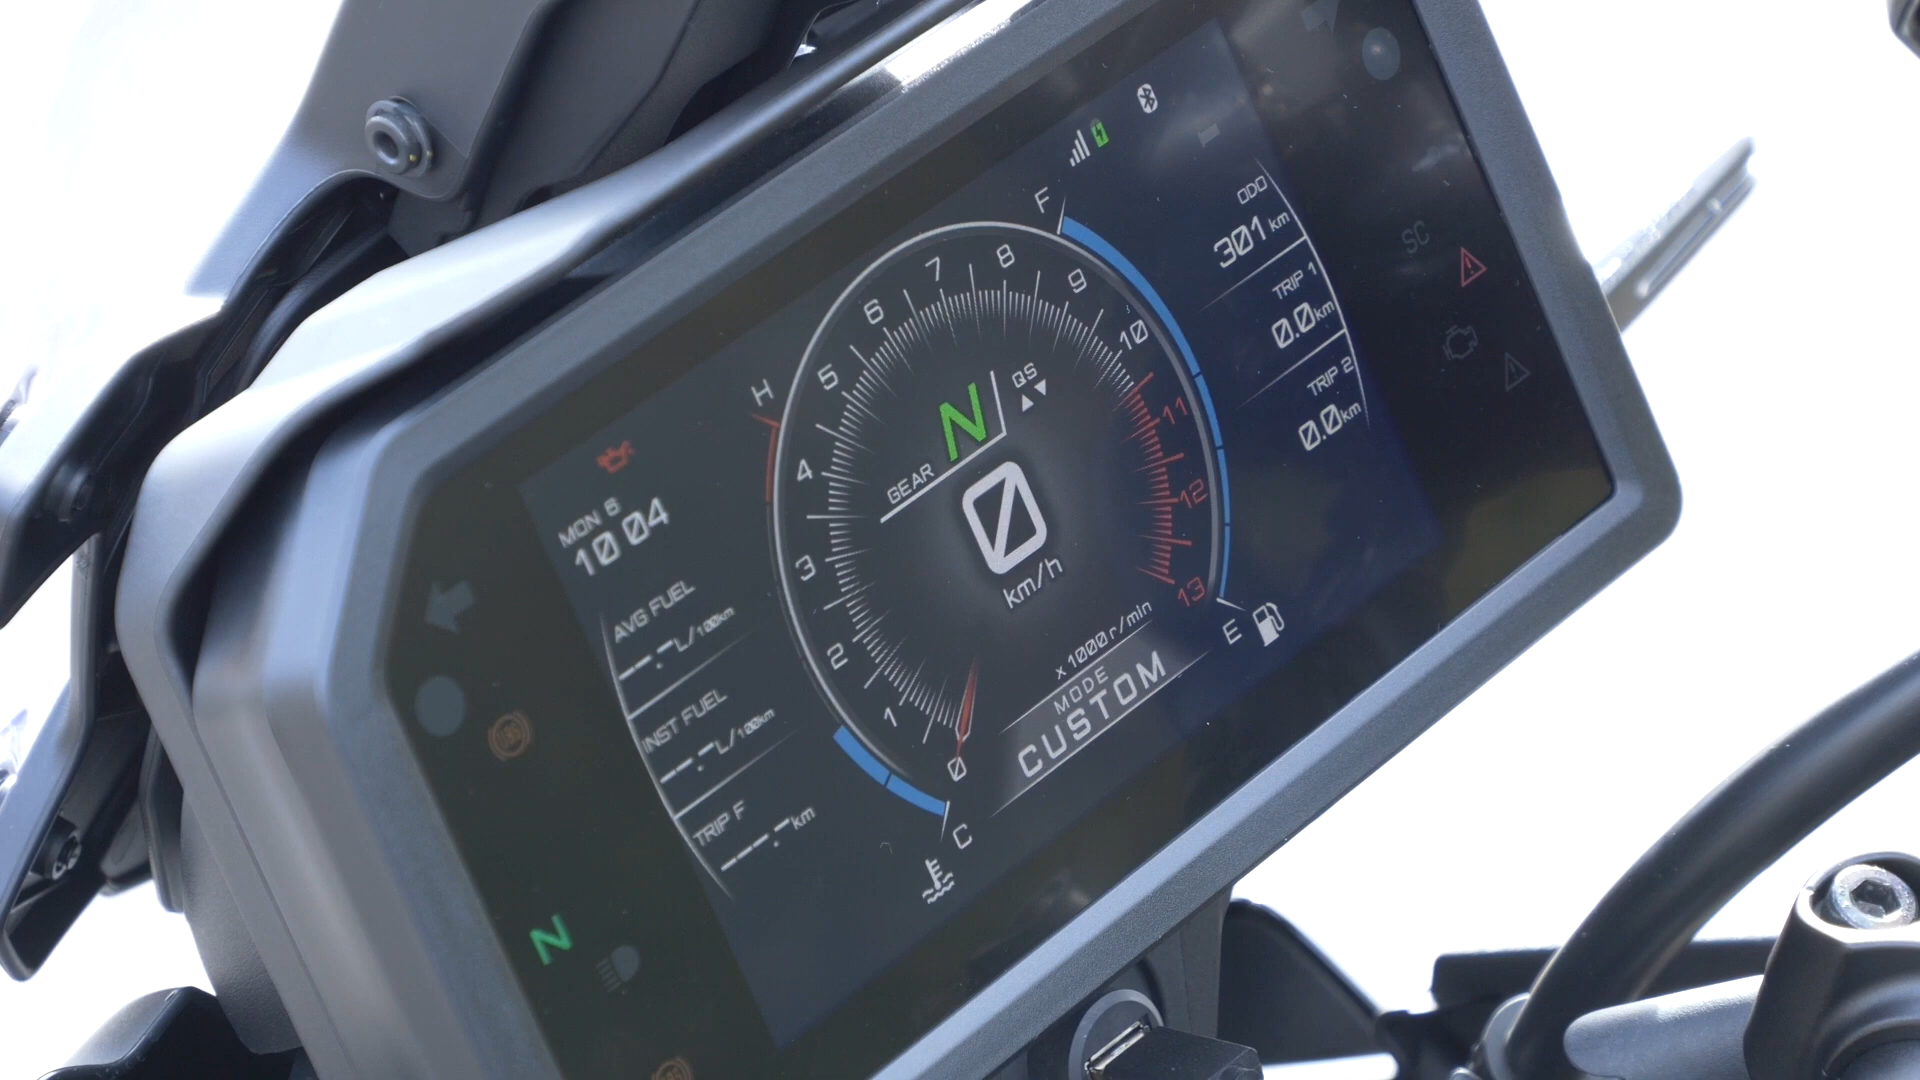 MON 6
10 04
AVG FUEL
--.-L/100km
INST FUEL
--.-L/100km
TRIP F
---.-km
N
H
C
0
1
2
3
4
5
6
7
8
9
10
11
12
13
F
E
GEAR
N
QS
0
km/h
x 1000 r/min
MODE
CUSTOM
ODO
301 km
TRIP 1
0.0km
TRIP 2
0.0km
SC
ABS